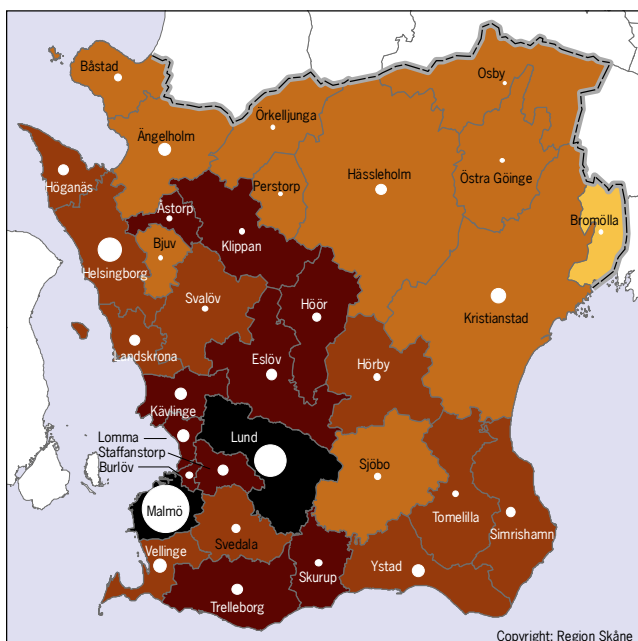 Båstad
Osby
Örkelljunga
Ängelholm
Hässleholm
Östra Göinge
Höganäs
Perstorp
Åstorp
Bromölla
Klippan
Bjuv
Helsingborg
Svalöv
Höör
Kristianstad
Landskrona
Eslöv
Hörby
Kävlinge
Lomma
Lund
Staffanstorp
Burlöv
Sjöbo
Malmö
Tomelilla
Simrishamn
Svedala
Vellinge
Ystad
Skurup
Trelleborg
Copyright: Region Skåne